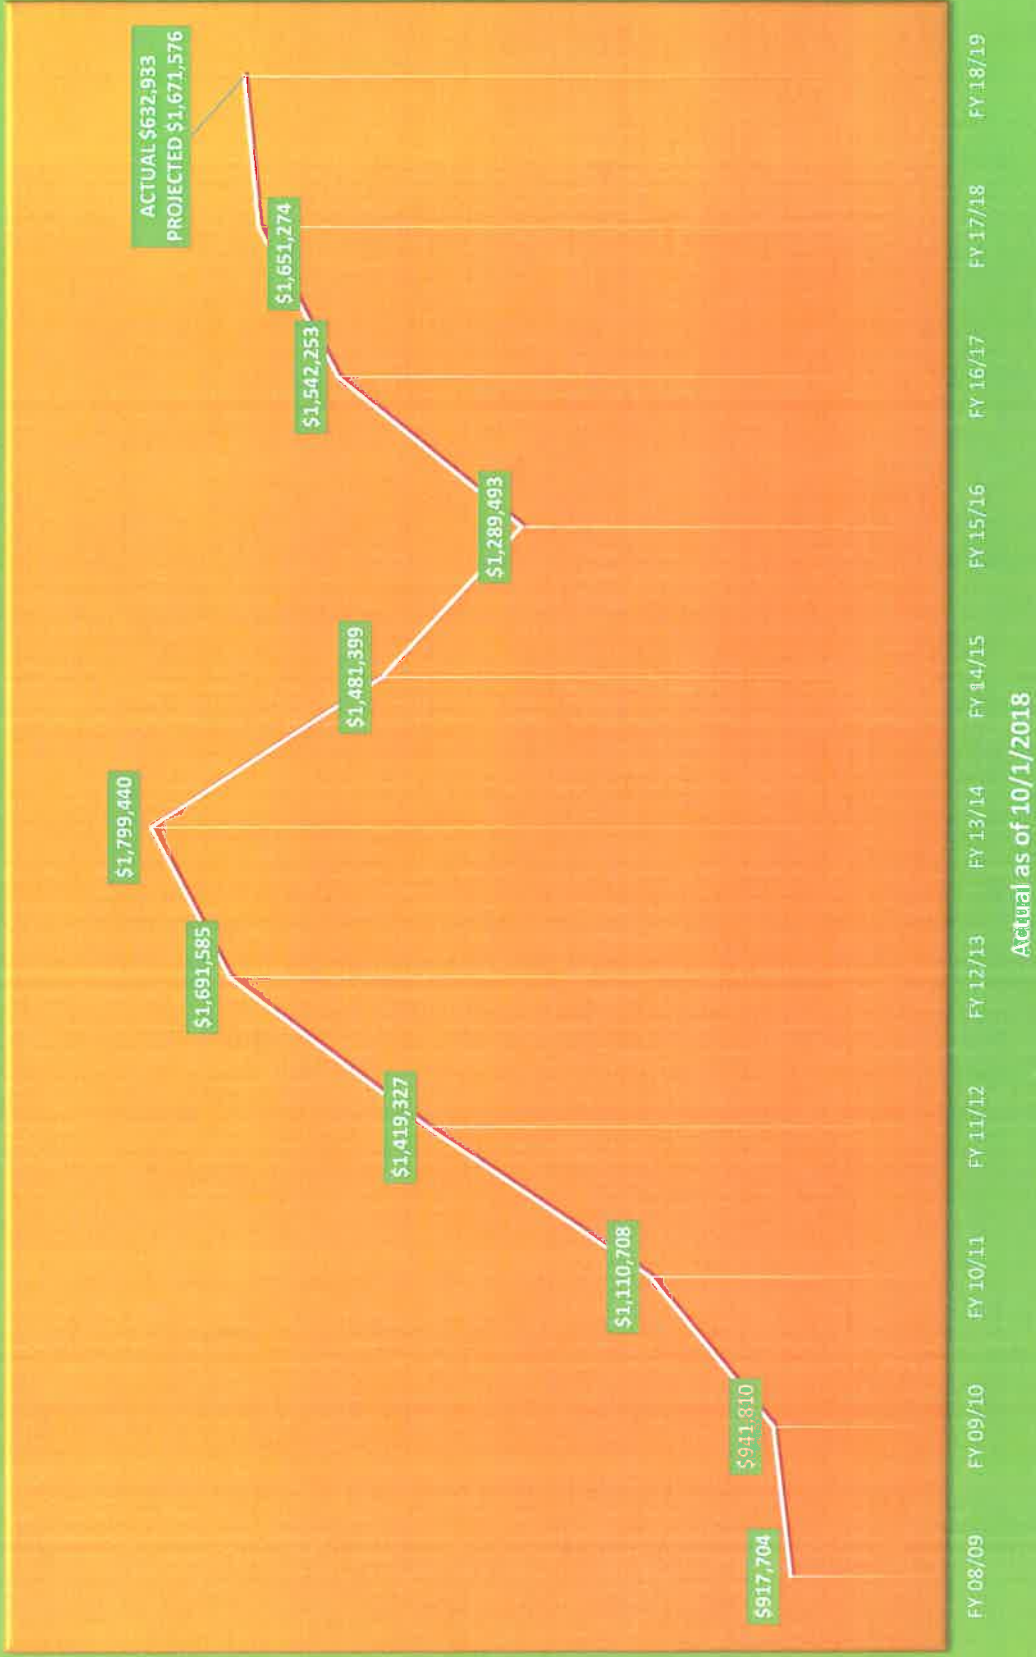 ACTUAL $632,933
PROJECTED $1,671,576
$1,799,440
$1,691,585
$1,651,274
$1,542,253
$1,481,399
$1,419,327
$1,289,493
$1,110,708
$941,810
$917,704
FY 08/09 FY 09/10 FY 10/11 FY 11/12 FY 12/13 FY 13/14 FY 14/15 FY 15/16 FY 16/17 FY 17/18 FY 18/19
Actual as of 10/1/2018